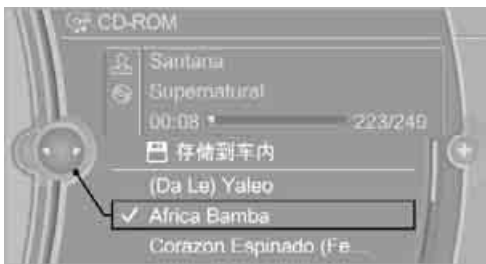 CD-ROM
Santana
Supernatural
00:08 223/249
存储到车内
(Da Le) Yaleo
Africa Bamba
Corazon Espinado (Fe...